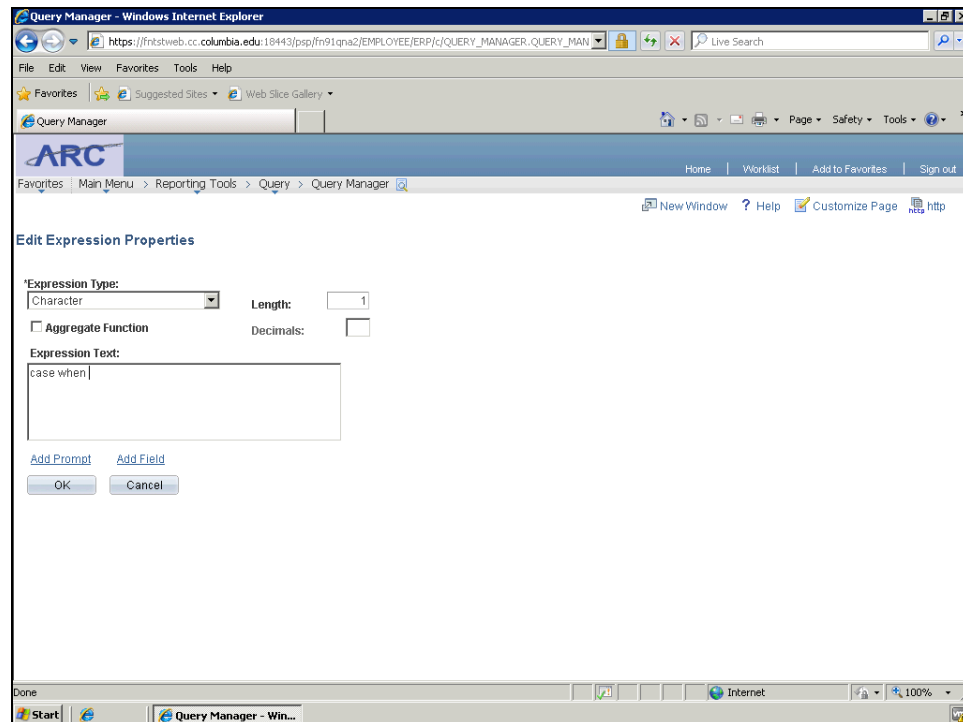 Query Manager - Windows Internet Explorer
https://fntstweb.cc.columbia.edu:18443/psp/fn91qna2/EMPLOYEE/ERP/c/QUERY_MANAGER.QUERY_MAN
Live Search
File Edit View Favorites Tools Help
Favorites Suggested Sites Web Slice Gallery
Query Manager Page Safety Tools
ARC
Home | Worklist | Add to Favorites | Sign out
Favorites Main Menu > Reporting Tools > Query > Query Manager
New Window ? Help Customize Page http
Edit Expression Properties
*Expression Type:
Character Length: 1
Aggregate Function Decimals:
Expression Text:
case when
Add Prompt Add Field
OK Cancel
Done Internet 100%
Start Query Manager - Win...